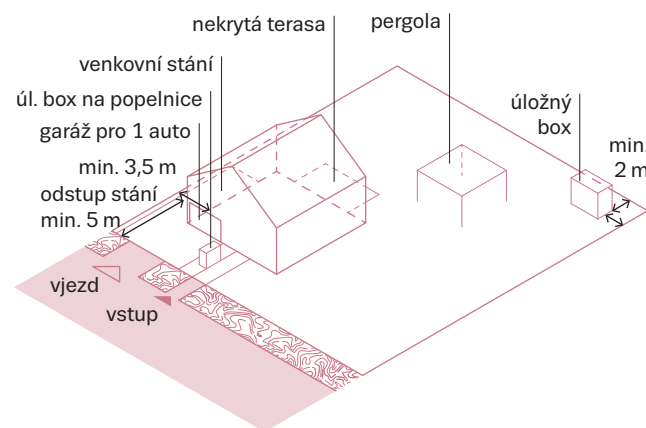 nekrytá terasa
pergola
venkovní stání
úl. box na popelnice
garáž pro 1 auto
úložný
box
min. 3,5 m
min.
2 m
odstup stání
min. 5 m
vjezd
vstup